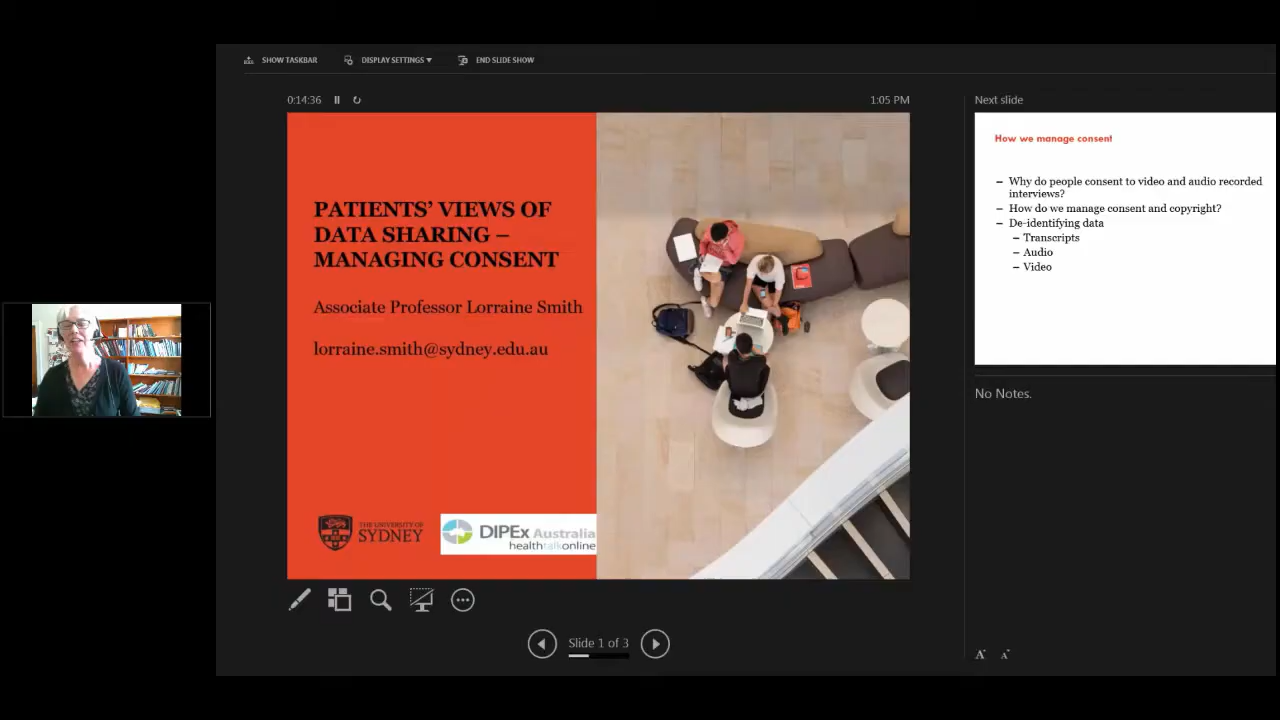 SHOW TASKBAR
DISPLAY SETTINGS
END SLIDE SHOW
0:14:36
1:05 PM
PATIENTS’ VIEWS OF
DATA SHARING –
MANAGING CONSENT
Associate Professor Lorraine Smith
lorraine.smith@sydney.edu.au
THE UNIVERSITY OF
SYDNEY
DIPEx Australia
healthtalkonline
Slide 1 of 3
Next slide
How we manage consent
– Why do people consent to video and audio recorded
interviews?
– How do we manage consent and copyright?
– De-identifying data
– Transcripts
– Audio
– Video
No Notes.
A
A